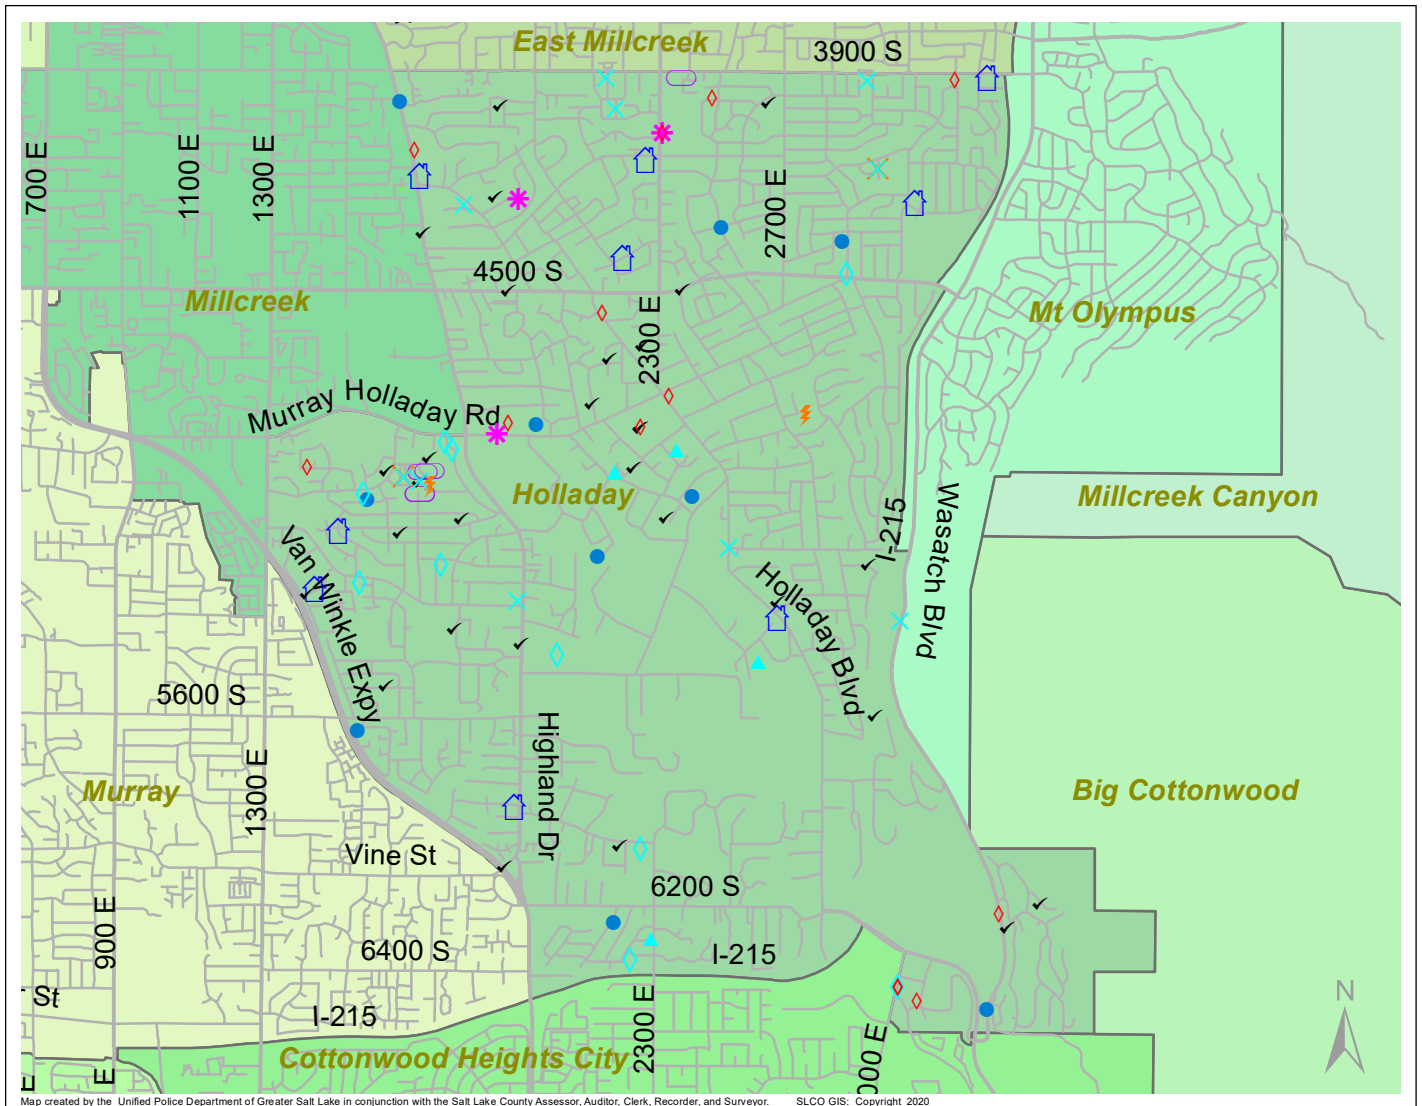 East Millcreek
3900 S
700 E
1100 E
1300 E
2700 E
4500 S
Millcreek
Mt Olympus
2300 E
Murray Holladay Rd
Holladay
Millcreek Canyon
I-215
Wasatch Blvd
Van Winkle Expy
Holladay Blvd
5600 S
Highland Dr
Murray
1300 E
Big Cottonwood
Vine St
6200 S
900 E
6400 S
I-215
St
I-215
N
2300 E
Cottonwood Heights City
000 E
E
E
Map created by the Unified Police Department of Greater Salt Lake in conjunction with the Salt Lake County Assessor, Auditor, Clerk, Recorder, and Surveyor. SLCO GIS: Copyright 2020